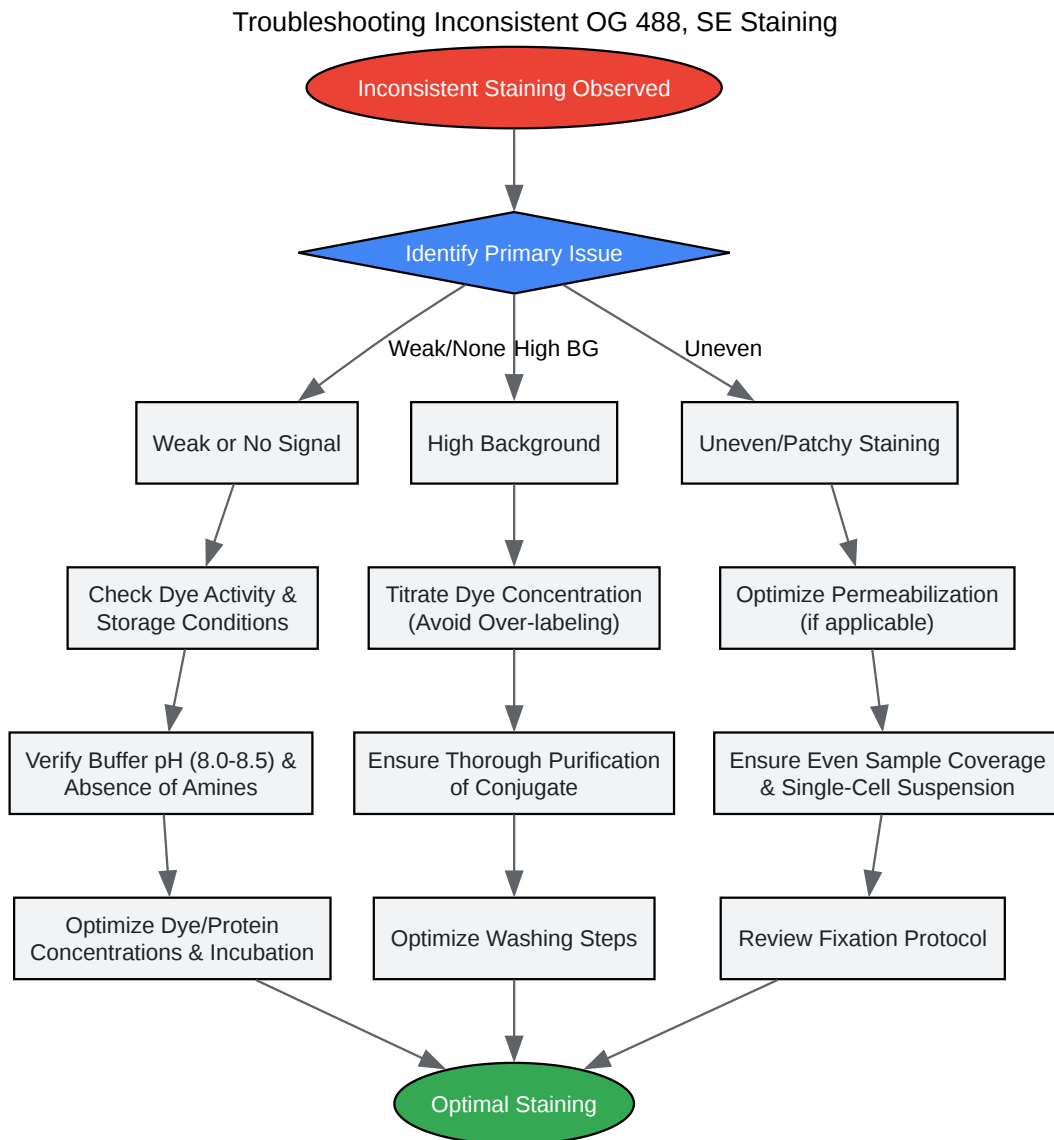 Troubleshooting Inconsistent OG 488, SE Staining
Inconsistent Staining Observed
Identify Primary Issue
Weak/None
High BG
Uneven
Weak or No Signal
High Background
Uneven/Patchy Staining
Check Dye Activity &
Storage Conditions
Titrate Dye Concentration
(Avoid Over-labeling)
Optimize Permeabilization
(if applicable)
Verify Buffer pH (8.0-8.5) &
Absence of Amines
Ensure Thorough Purification
of Conjugate
Ensure Even Sample Coverage
& Single-Cell Suspension
Optimize Dye/Protein
Concentrations & Incubation
Optimize Washing Steps
Review Fixation Protocol
Optimal Staining